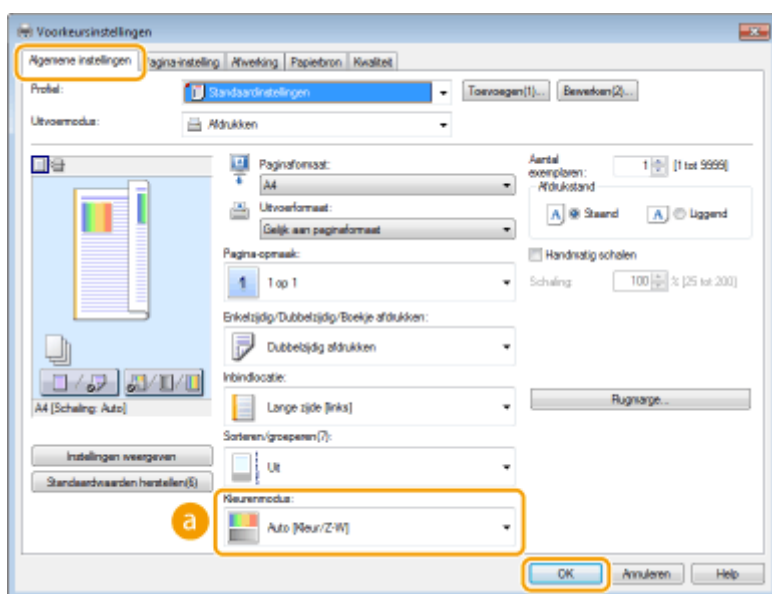 Voorkeursinstellingen
Algemene instellingen Pagina-instelling Afwerking Papierbron Kwaliteit
Profiel: Standaardinstellingen Toevoegen(1)... Bewerken(2)...
Uitvoermodus: Afdrukken
Paginaformaat:
A4
Uitvoerformaat:
Gelijk aan paginaformaat
Pagina-opmaak:
1 1 op 1
Enkelzijdig/Dubbelzijdig/Boekje afdrukken:
Dubbelzijdig afdrukken
Inbindlocatie:
Lange zijde [links]
Sorteren/groeperen(7):
Uit
Kleurenmodus:
a Auto [Kleur/Z-W]
Aantal
exemplaren: 1 [1 tot 9999]
Afdrukstand
A Staand A Liggend
Handmatig schalen
Schaling: 100 % [25 tot 200]
Rugmarge...
A4 [Schaling: Auto]
Instellingen weergeven
Standaardwaarden herstellen(6)
OK Annuleren Help